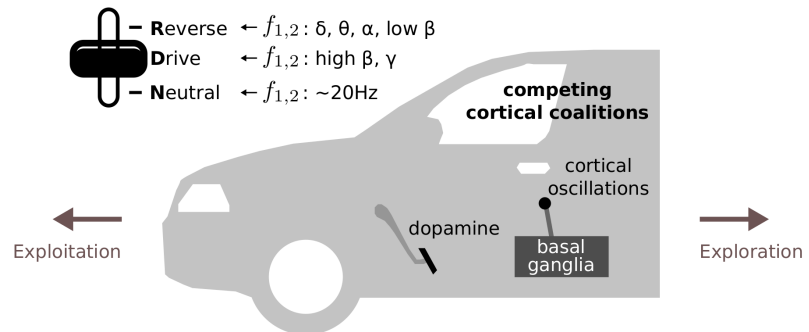 Reverse ← f1,2 : δ, θ, α, low β
Drive ← f1,2 : high β, γ
Neutral ← f1,2 : ~20Hz
competing
cortical coalitions
cortical
oscillations
dopamine
basal
ganglia
Exploitation
Exploration